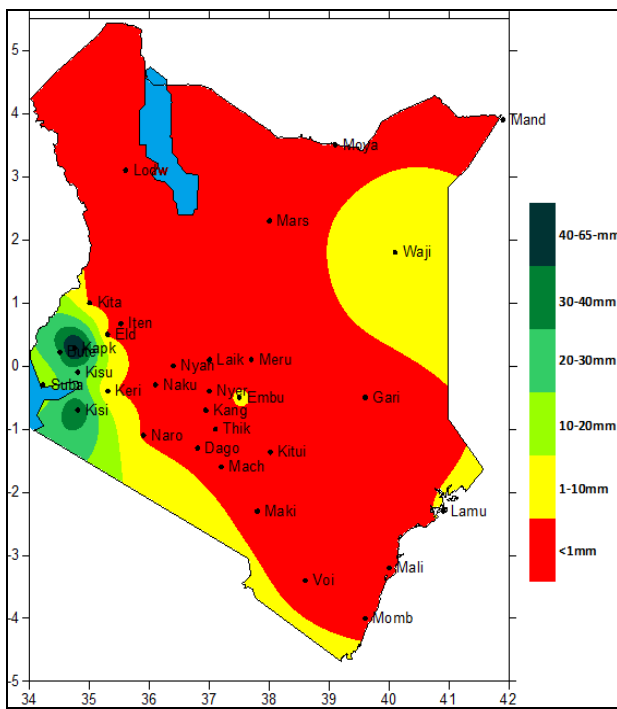 5
Mand
4
Moya
Lodw
3
Mars
2
Waji
40-65-mm
1
Kita
Iten
Eld
30-40mm
Kapk
Bute
0
Laik
Meru
Nyah
Kisu
Suba
Keri
Naku
Nyer
Embu
Gari
20-30mm
Kisi
Kang
-1
Naro
Thik
Dago
Kitui
10-20mm
Mach
-2
Maki
Lamu
1-10mm
-3
Voi
Mali
<1mm
-4
Momb
-5
34 35 36 37 38 39 40 41 42